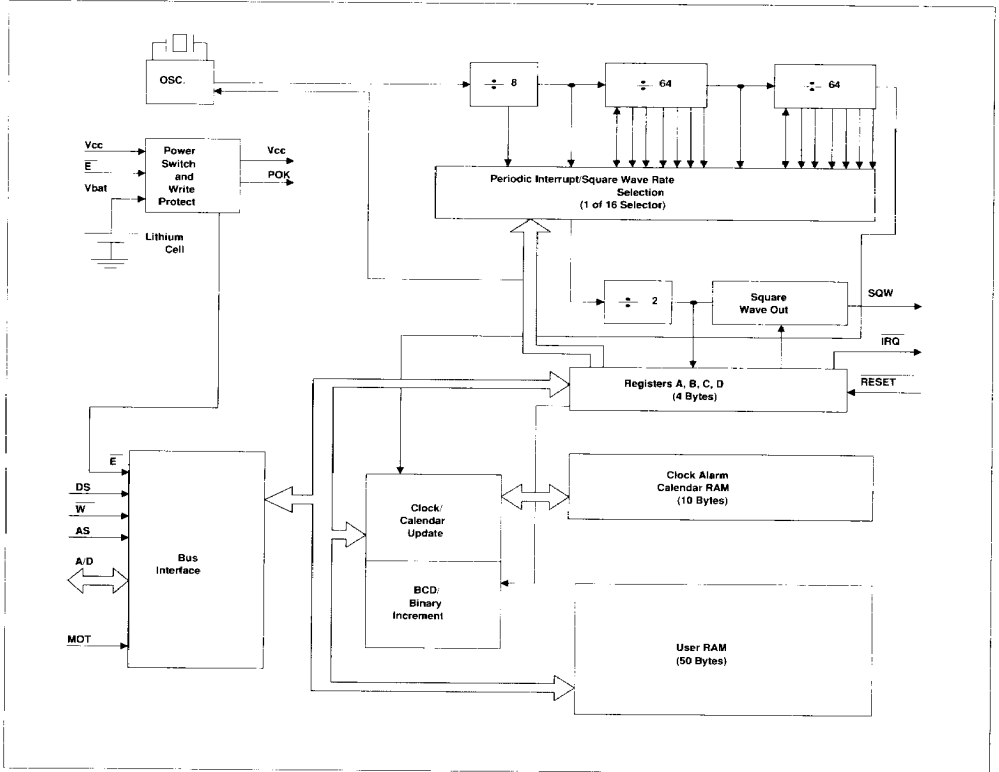 OSC.
÷ 8
÷ 64
÷ 64
Vcc
E
Vbat
Power
Switch
and
Write
Protect
Vcc
POK
Lithium
Cell
Periodic Interrupt/Square Wave Rate
Selection
(1 of 16 Selector)
÷ 2
Square
Wave Out
SQW
IRQ
RESET
Registers A, B, C, D
(4 Bytes)
E
DS
W
AS
A/D
MOT
Bus
Interface
Clock/
Calendar
Update
BCD/
Binary
Increment
Clock Alarm
Calendar RAM
(10 Bytes)
User RAM
(50 Bytes)